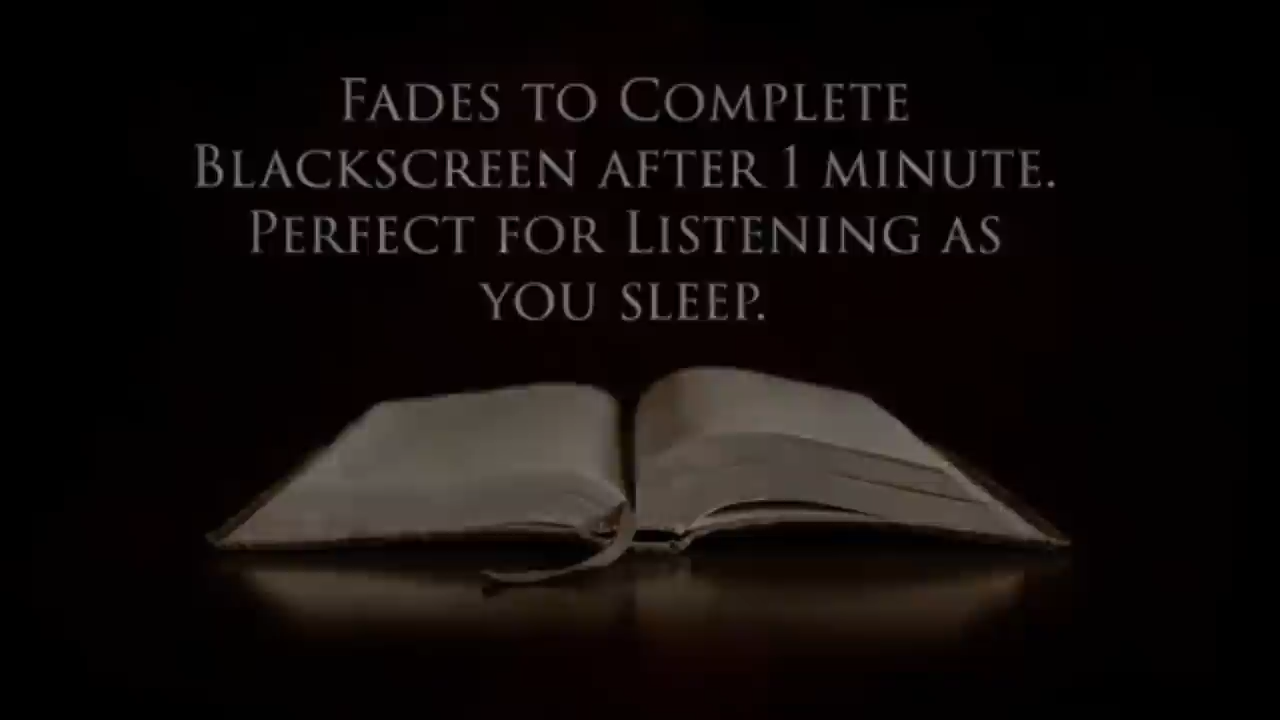 Fades to Complete
Blackscreen after 1 minute.
Perfect for Listening as
you sleep.